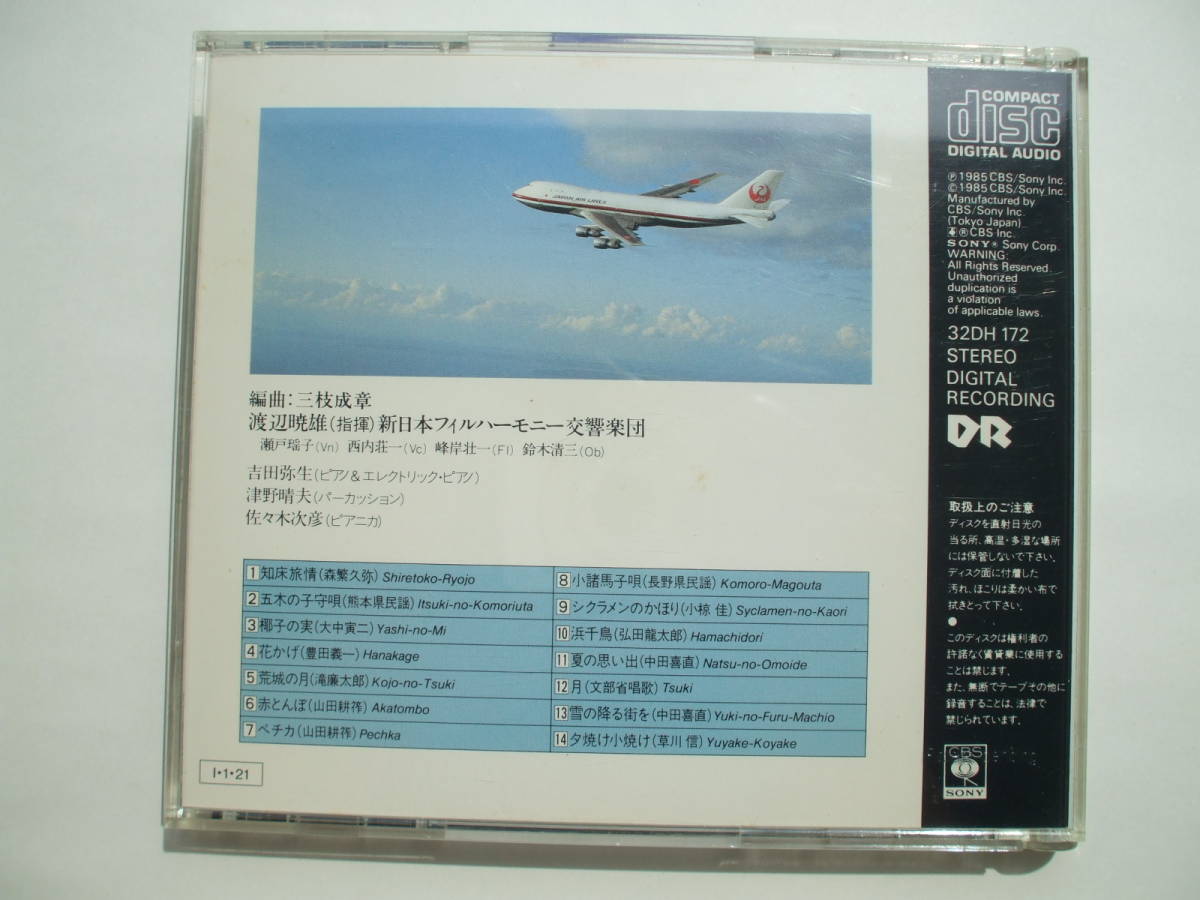 JAPAN AIR LINES
編曲:三枝成章
渡辺暁雄(指揮)新日本フィルハーモニー交響楽団
瀬戸瑶子(Vn) 西内荘一(Vc) 峰岸壮一(Fl) 鈴木清三(Ob)
吉田弥生(ピアノ&エレクトリック・ピアノ)
津野晴夫(パーカッション)
佐々木次彦(ピアニカ)
1 知床旅情(森繁久弥) Shiretoko-Ryojo
2 五木の子守唄(熊本県民謡) Itsuki-no-Komoriuta
3 椰子の実(大中寅二) Yashi-no-Mi
4 花かげ(豊田義一) Hanakage
5 荒城の月(滝廉太郎) Kojo-no-Tsuki
6 赤とんぼ(山田耕筰) Akatombo
7 ペチカ(山田耕筰) Pechka
8 小諸馬子唄(長野県民謡) Komoro-Magouta
9 シクラメンのかほり(小椋 佳) Syclamen-no-Kaori
10 浜千鳥(弘田龍太郎) Hamachidori
11 夏の思い出(中田喜直) Natsu-no-Omoide
12 月(文部省唱歌) Tsuki
13 雪の降る街を(中田喜直) Yuki-no-Furu-Machio
14 夕焼け小焼け(草川 信) Yuyake-Koyake
I・1・21
COMPACT
disc
DIGITAL AUDIO
Ⓟ1985 CBS/Sony Inc.
©1985 CBS/Sony Inc.
Manufactured by
CBS/Sony Inc.
(Tokyo Japan)
® CBS Inc.
SONY® Sony Corp.
WARNING:
All Rights Reserved.
Unauthorized
duplication is
a violation
of applicable laws.
32DH 172
STEREO
DIGITAL
RECORDING
DR
取扱上のご注意
ディスクを直射日光の
当る所、高温・多湿な場所
には保管しないで下さい。
ディスク面に付着した
汚れ、ほこりは柔かい布で
拭きとって下さい。
●
このディスクは権利者の
許諾なく賃貸業に使用する
ことは禁じます。
また、無断でテープその他に
録音することは、法律で
禁じられています。
CBS
SONY